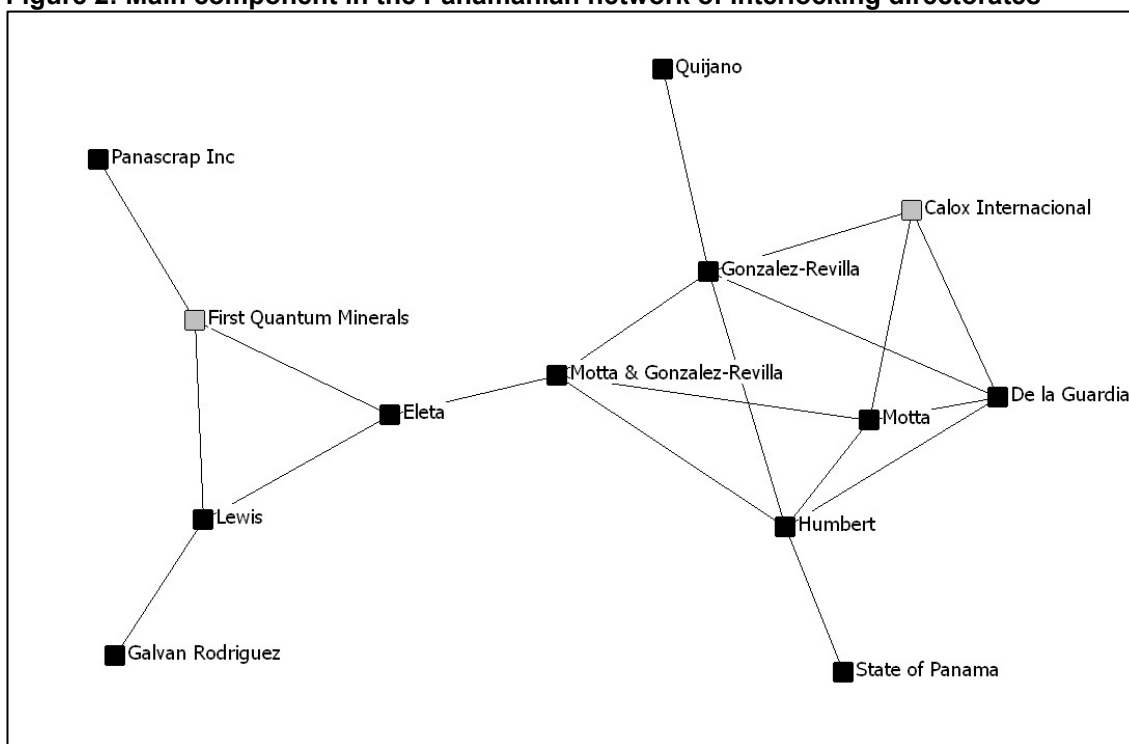 Figure 2: Main component in the Panamanian network of interlocking directorates
Quijano
Panascrap Inc
Calox Internacional
Gonzalez-Revilla
First Quantum Minerals
Motta & Gonzalez-Revilla
De la Guardia
Eleta
Motta
Lewis
Humbert
Galvan Rodriguez
State of Panama